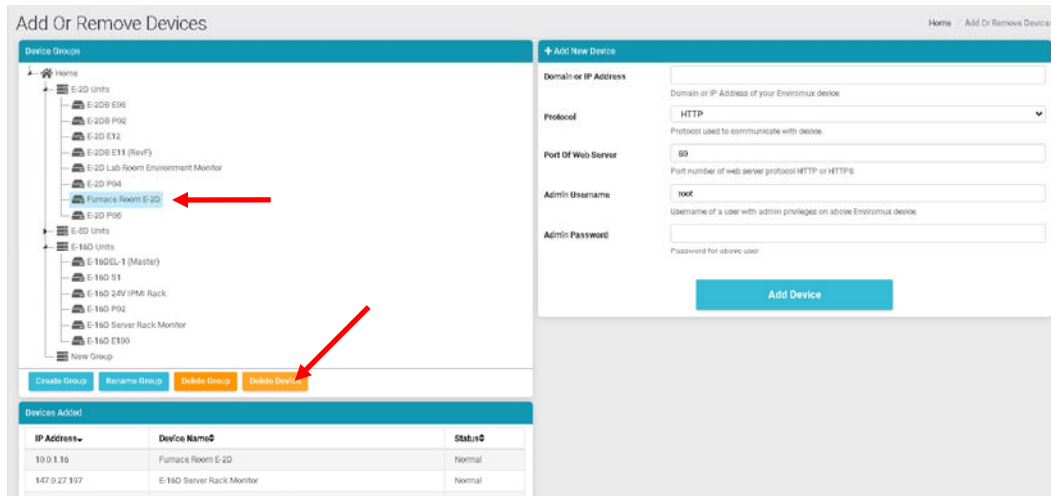 Add Or Remove Devices
Home / Add Or Remove Devices
Device Groups
Home
E-2D Units
E-2DB E08
E-2DB P02
E-2D E12
E-2DB E11 (RevF)
E-2D Lab Room Environment Monitor
E-2D P04
Furnace Room E-2D
E-2D P06
E-5D Units
E-16D Units
E-16DEL-1 (Master)
E-16D S1
E-16D 24V IPMI Rack
E-16D P02
E-16D Server Rack Monitor
E-16D E100
New Group
Create Group Rename Group Delete Group Delete Device
Devices Added
IP Address Device Name Status
10.0.1.16 Furnace Room E-2D Normal
147.0.27.197 E-16D Server Rack Monitor Normal
+ Add New Device
Domain or IP Address
Domain or IP Address of your Enviromux device
Protocol HTTP
Protocol used to communicate with device
Port Of Web Server 80
Port number of web server protocol HTTP or HTTPS
Admin Username root
Username of a user with admin privileges on above Enviromux device
Admin Password
Password for above user
Add Device